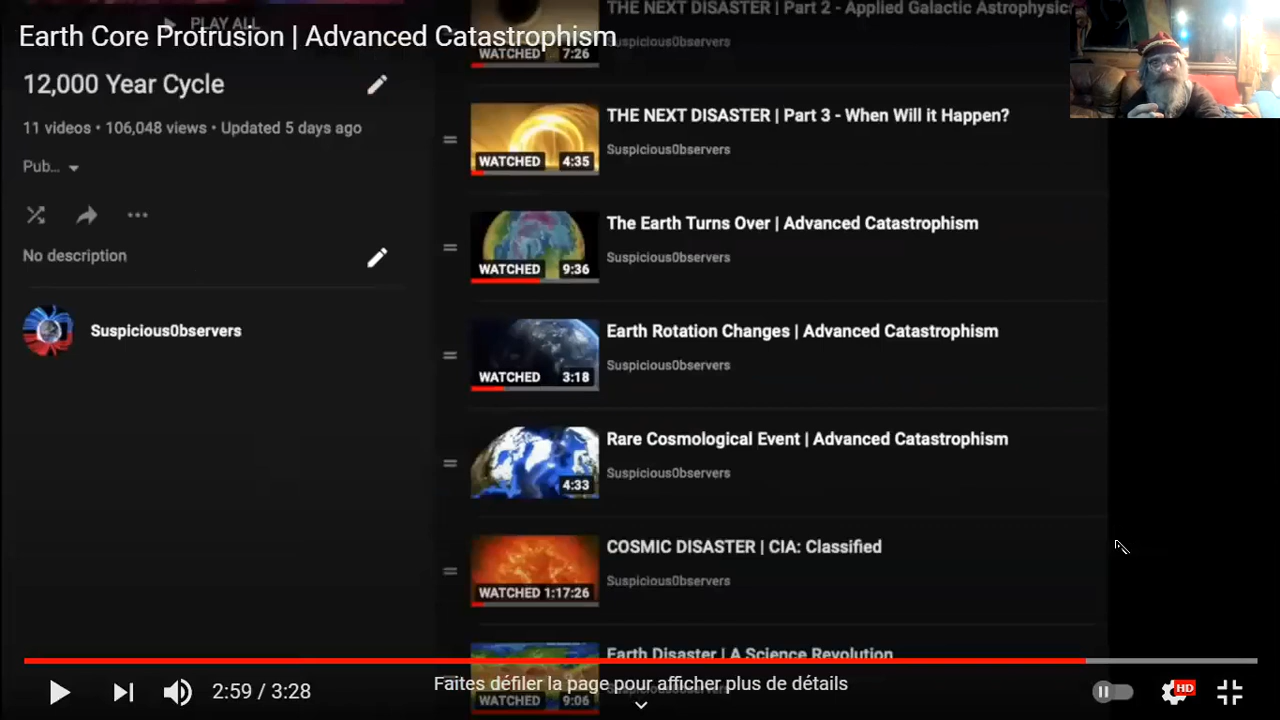 PLAY ALL
Earth Core Protrusion | Advanced Catastrophism
12,000 Year Cycle
11 videos • 106,048 views • Updated 5 days ago
Pub...
No description
Suspicious0bservers
THE NEXT DISASTER | Part 2 - Applied Galactic Astrophysic
Suspicious0bservers
WATCHED 7:26
THE NEXT DISASTER | Part 3 - When Will it Happen?
Suspicious0bservers
WATCHED 4:35
The Earth Turns Over | Advanced Catastrophism
Suspicious0bservers
WATCHED 9:36
Earth Rotation Changes | Advanced Catastrophism
Suspicious0bservers
WATCHED 3:18
Rare Cosmological Event | Advanced Catastrophism
Suspicious0bservers
4:33
COSMIC DISASTER | CIA: Classified
Suspicious0bservers
WATCHED 1:17:26
Earth Disaster | A Science Revolution
Suspicious0bservers
WATCHED 9:06
2:59 / 3:28
Faites défiler la page pour afficher plus de détails
HD